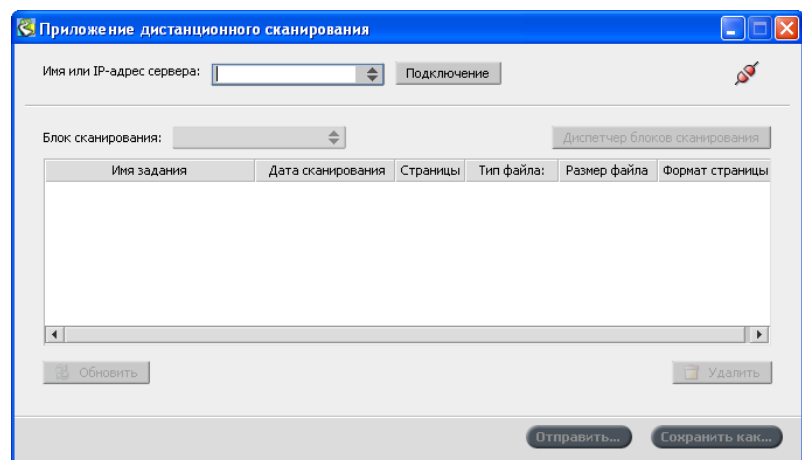 Приложение дистанционного сканирования
Имя или IP-адрес сервера: Подключение
Блок сканирования: Диспетчер блоков сканирования
Имя задания Дата сканирования Страницы Тип файла: Размер файла Формат страницы
Обновить Удалить
Отправить... Сохранить как...